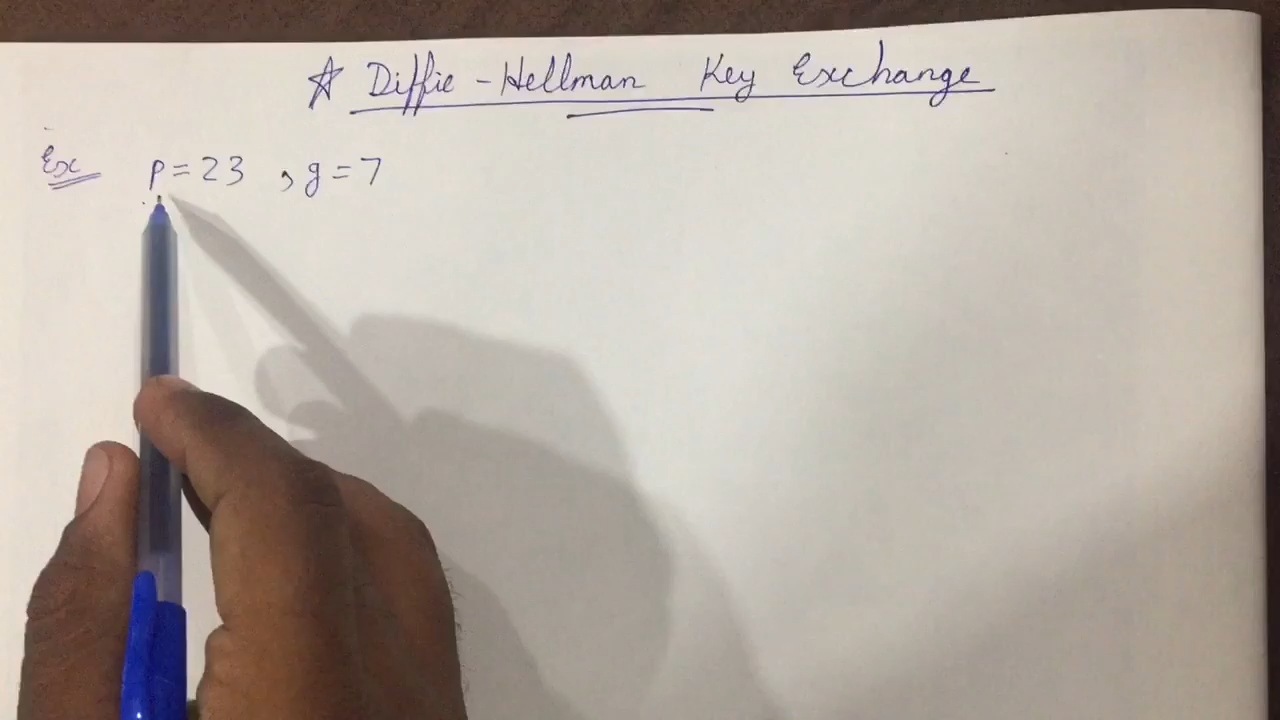 ☆ Diffie-Hellman Key Exchange
Ex p=23 , g=7